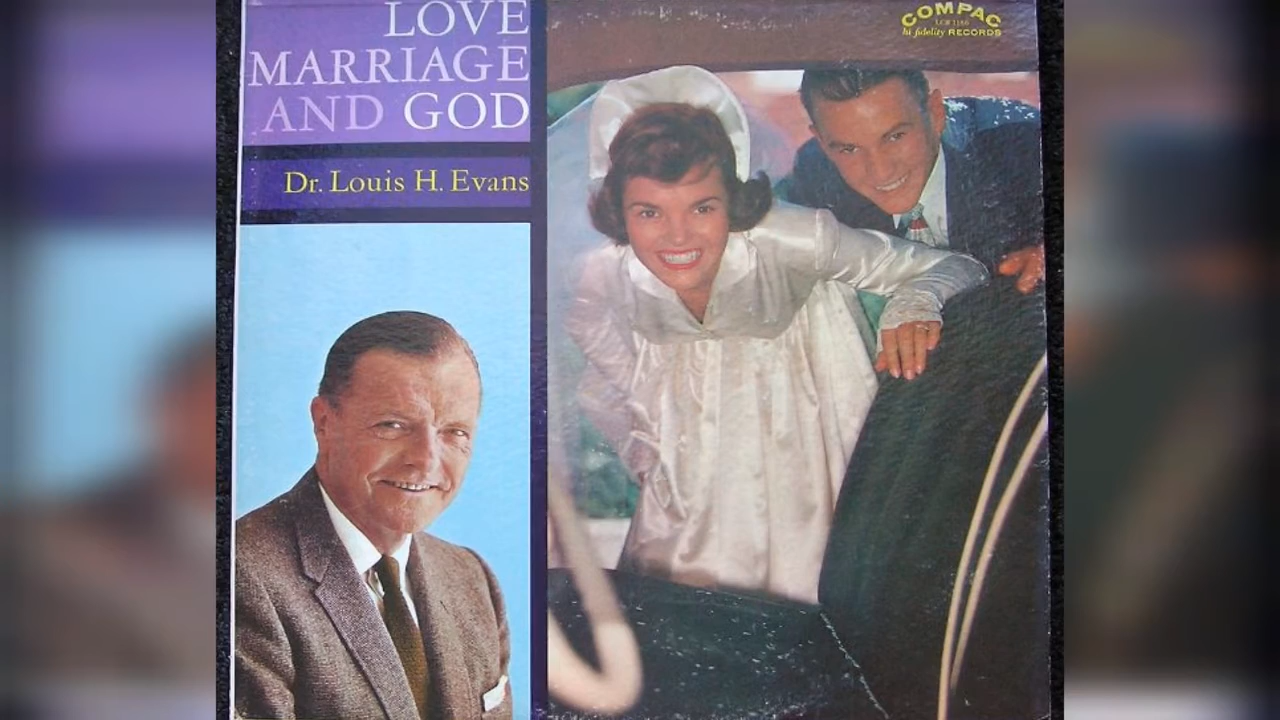 LOVE
MARRIAGE
AND GOD
Dr. Louis H. Evans
COMPAC
hi fidelity RECORDS